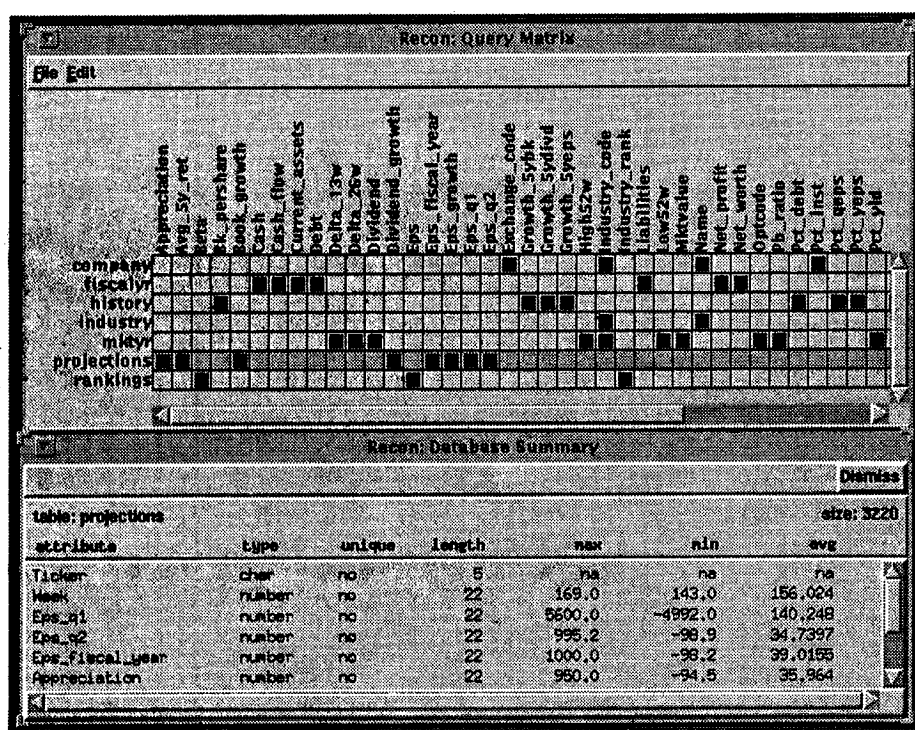 Recon: Query Matrix
File Edit
Appreciation
Avg_5y_ret
Beta
Bk_pershare
Book_growth
Cash
Cash_flow
Current_assets
Debt
Delta_13w
Delta_26w
Dividend
Dividend_growth
Eps
Eps_fiscal_year
Eps_growth
Eps_q1
Eps_q2
Exchange_code
Growth_5ybk
Growth_5ydivd
Growth_5yeps
High52w
Industry_code
Industry_rank
Liabilities
Low52w
Mktvalue
Name
Net_profit
Net_worth
Optcode
Pb_ratio
Pct_debt
Pct_inst
Pct_qeps
Pct_yeps
Pct_yld
company
fiscalyr
history
industry
mktyr
projections
rankings
Recon: Database Summary
Dismiss
table: projections size: 3220
attribute type unique length max min avg
Ticker char no 5 na na na
Week number no 22 169.0 143.0 156.024
Eps_q1 number no 22 5600.0 -4992.0 140.248
Eps_q2 number no 22 995.2 -98.9 34.7397
Eps_fiscal_year number no 22 1000.0 -98.2 39.0155
Appreciation number no 22 950.0 -94.5 35.964